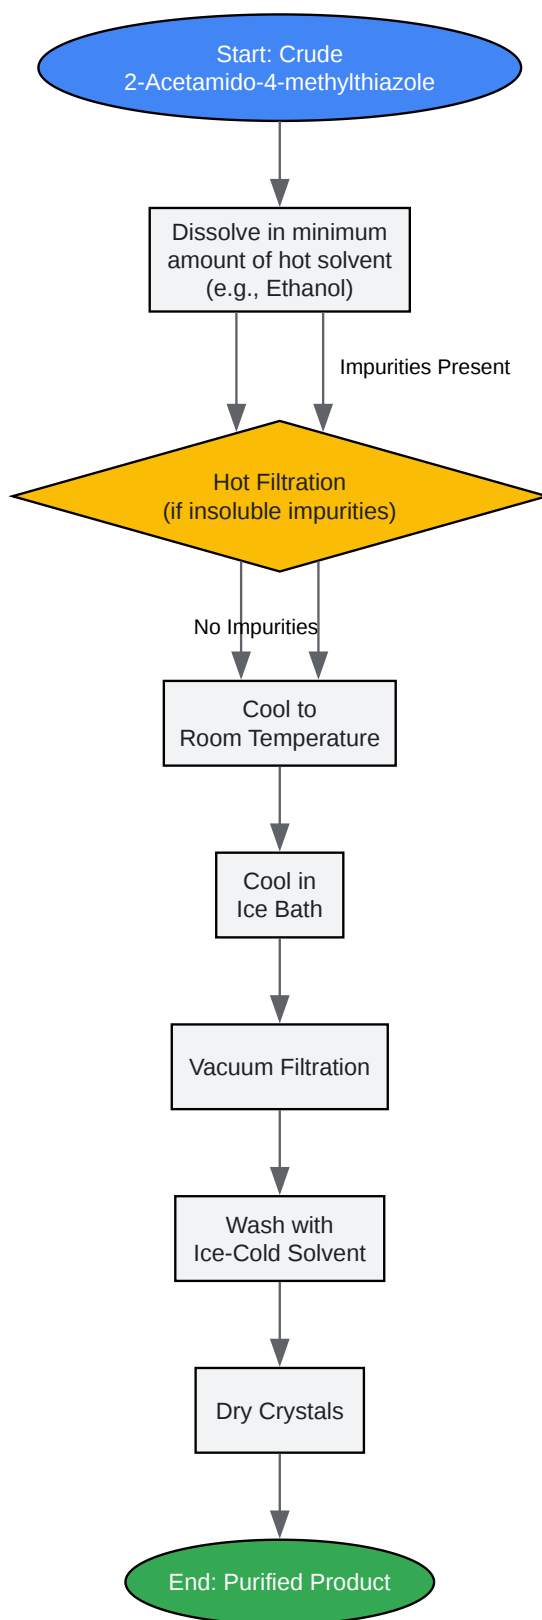 Start: Crude
2-Acetamido-4-methylthiazole
Dissolve in minimum
amount of hot solvent
(e.g., Ethanol)
Impurities Present
Hot Filtration
(if insoluble impurities)
No Impurities
Cool to
Room Temperature
Cool in
Ice Bath
Vacuum Filtration
Wash with
Ice-Cold Solvent
Dry Crystals
End: Purified Product